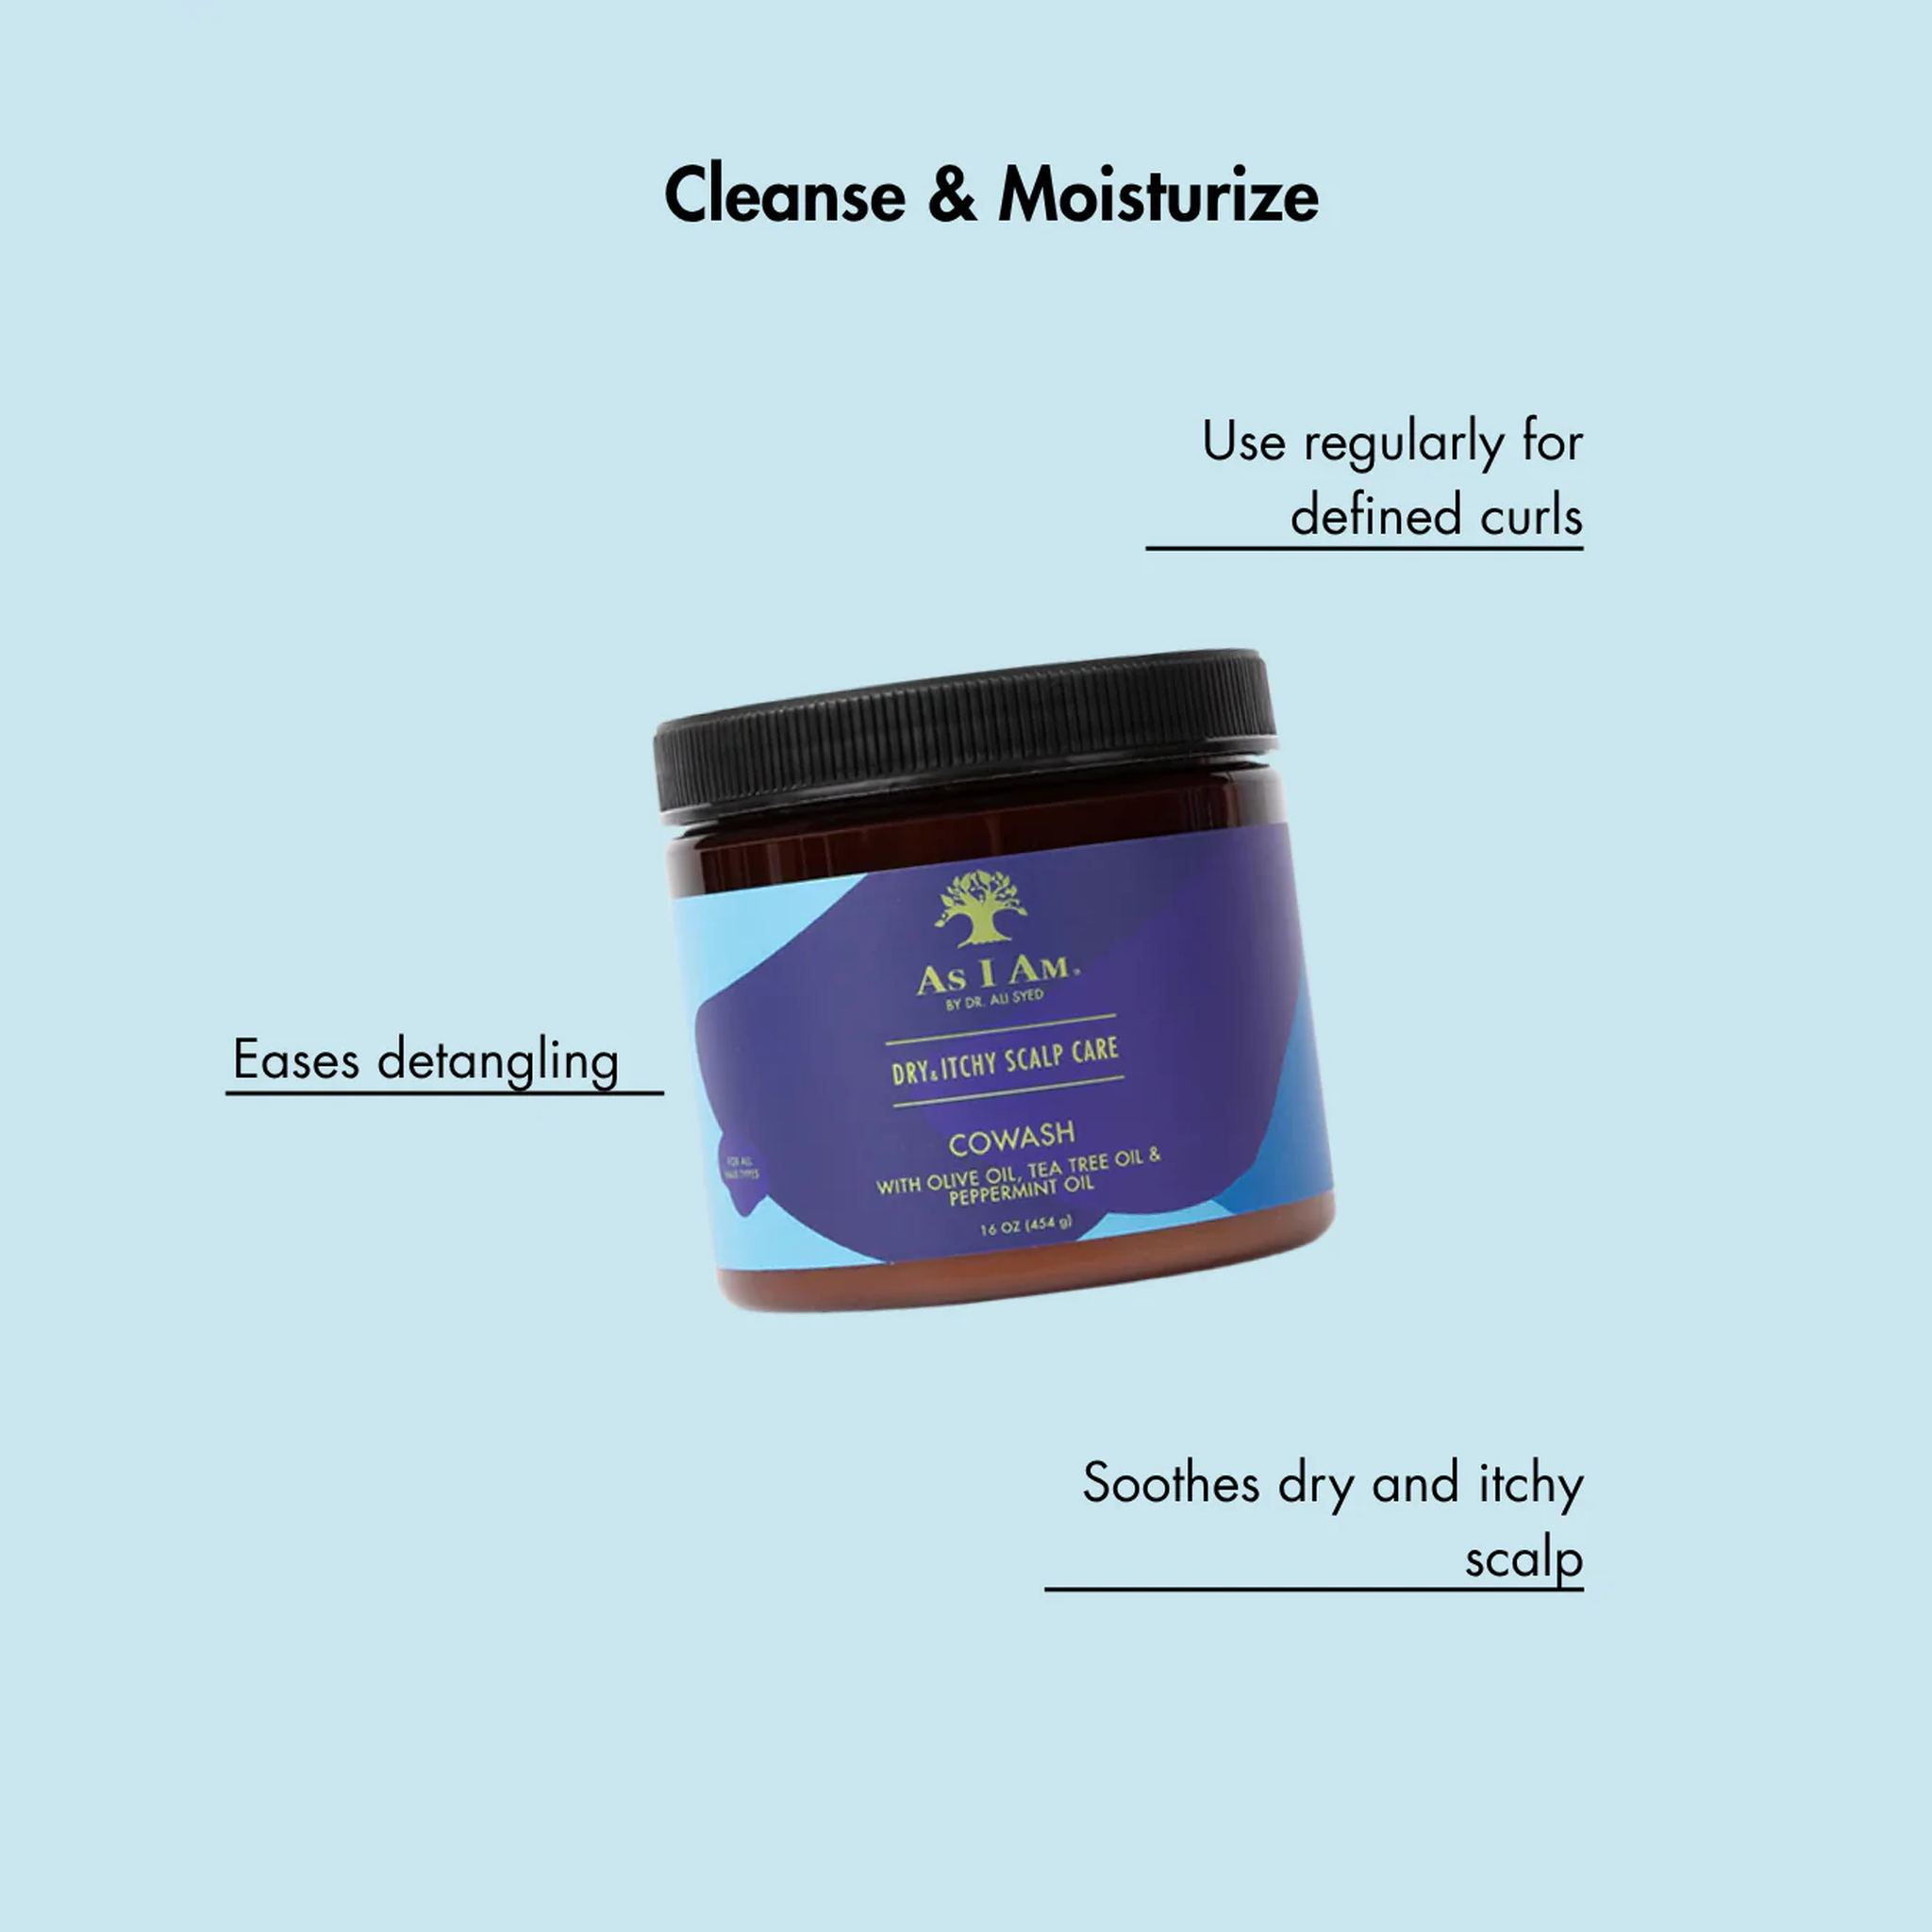 Cleanse & Moisturize
Use regularly for
defined curls
AS I AM®
BY DR. ALI SYED
DRY & ITCHY SCALP CARE
Eases detangling
COWASH
FOR ALL
HAIR TYPES
WITH OLIVE OIL, TEA TREE OIL &
PEPPERMINT OIL
16 OZ (454 g)
Soothes dry and itchy
scalp